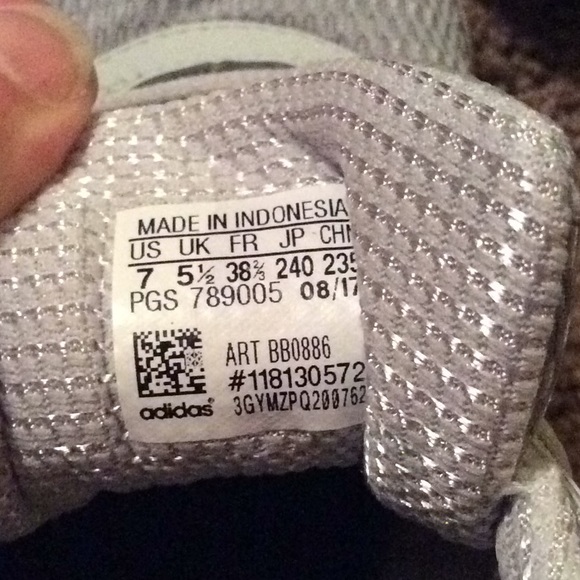 MADE IN INDONESIA
US UK FR JP CHN
7 5½ 38⅔ 240 235
PGS 789005 08/17
ART BB0886
#118130572
adidas
3GYMZPQ200762